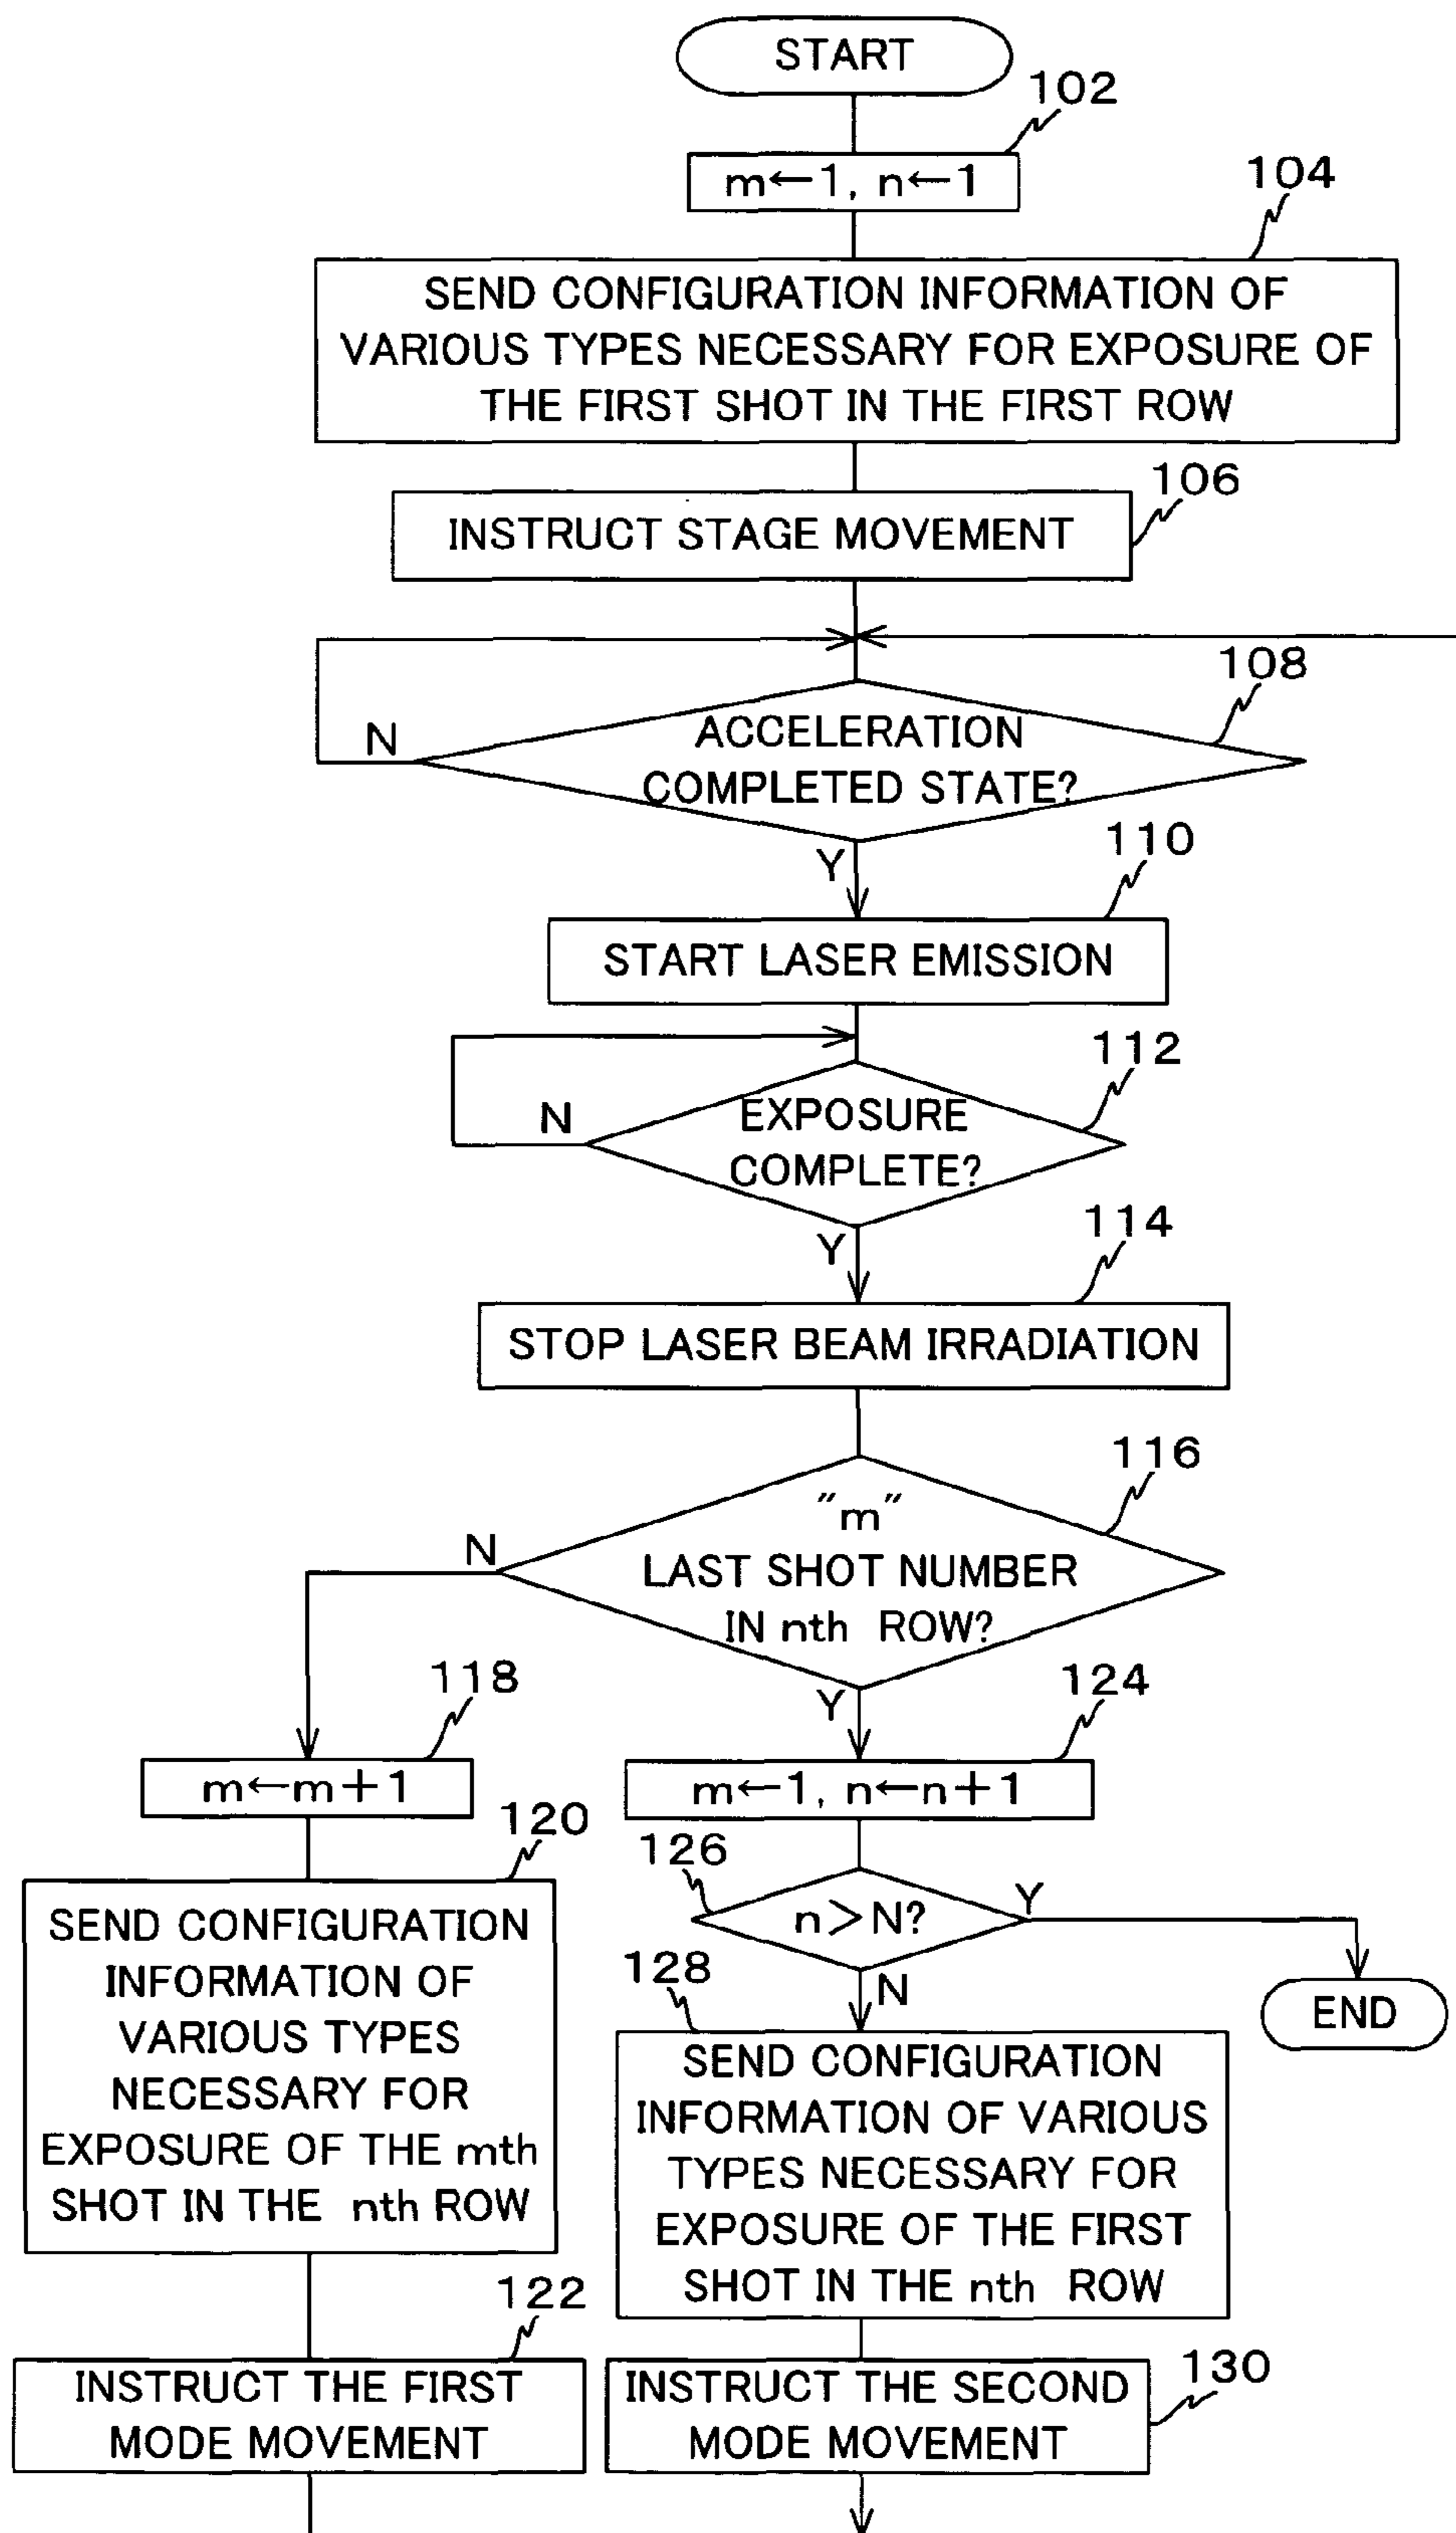 START
102
m←1, n←1
104
SEND CONFIGURATION INFORMATION OF
VARIOUS TYPES NECESSARY FOR EXPOSURE OF
THE FIRST SHOT IN THE FIRST ROW
106
INSTRUCT STAGE MOVEMENT
108
N
ACCELERATION
COMPLETED STATE?
Y
110
START LASER EMISSION
112
N
EXPOSURE
COMPLETE?
Y
114
STOP LASER BEAM IRRADIATION
116
N
"m"
LAST SHOT NUMBER
IN nth ROW?
Y
118
m←m+1
124
m←1, n←n+1
120
SEND CONFIGURATION
INFORMATION OF
VARIOUS TYPES
NECESSARY FOR
EXPOSURE OF THE mth
SHOT IN THE nth ROW
126
n>N?
Y
END
N
128
SEND CONFIGURATION
INFORMATION OF VARIOUS
TYPES NECESSARY FOR
EXPOSURE OF THE FIRST
SHOT IN THE nth ROW
122
INSTRUCT THE FIRST
MODE MOVEMENT
130
INSTRUCT THE SECOND
MODE MOVEMENT